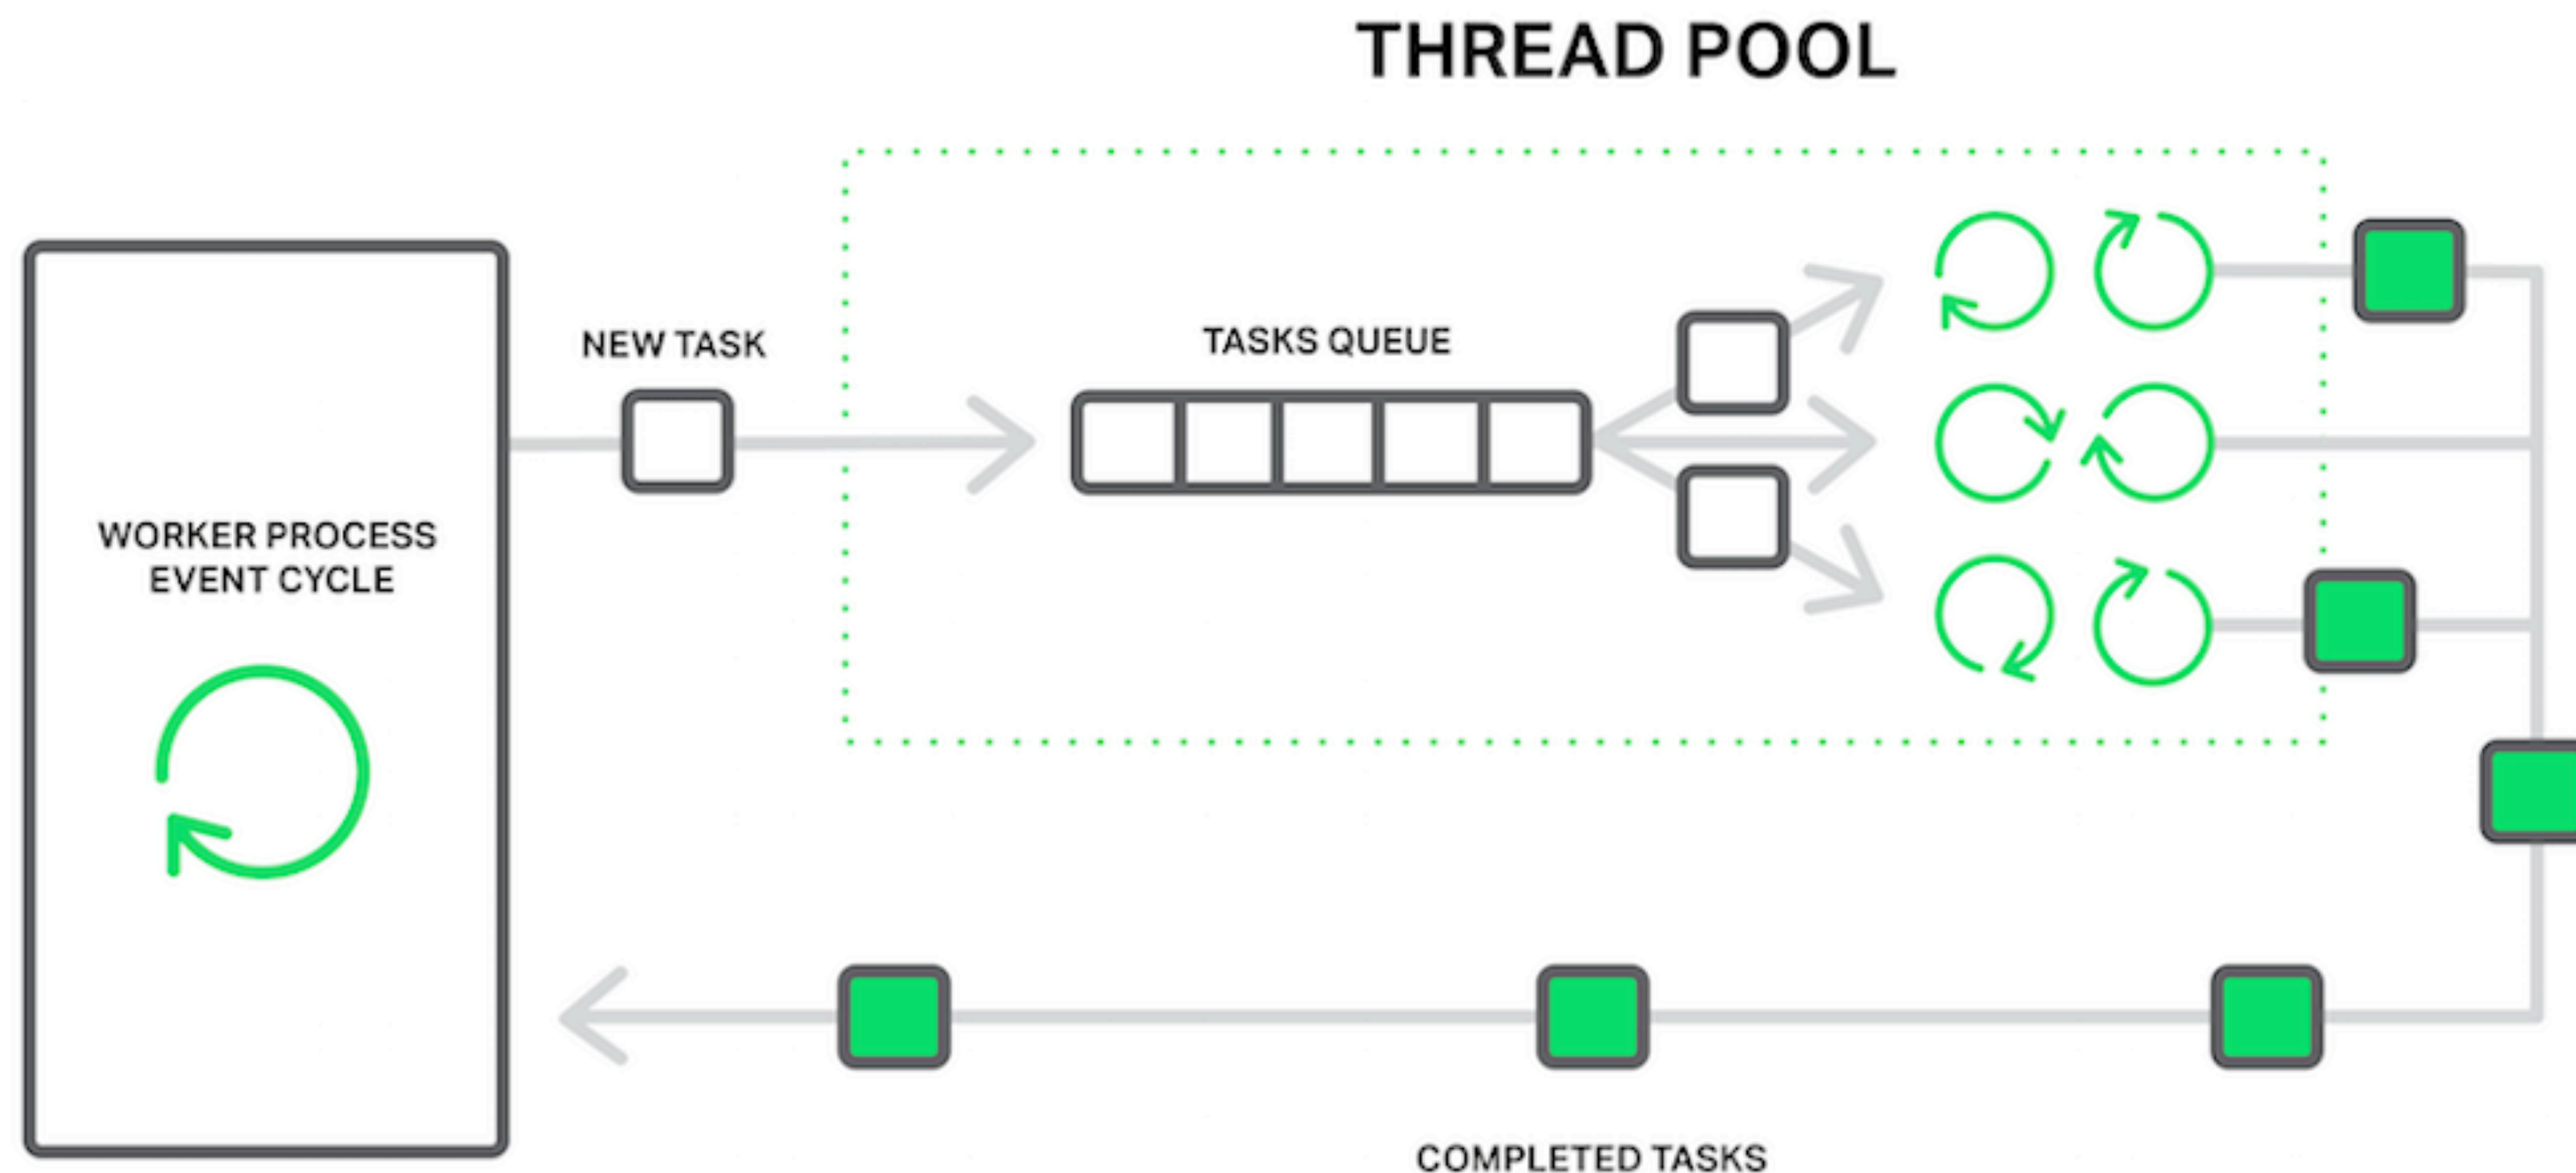 THREAD POOL
NEW TASK
TASKS QUEUE
WORKER PROCESS
EVENT CYCLE
COMPLETED TASKS